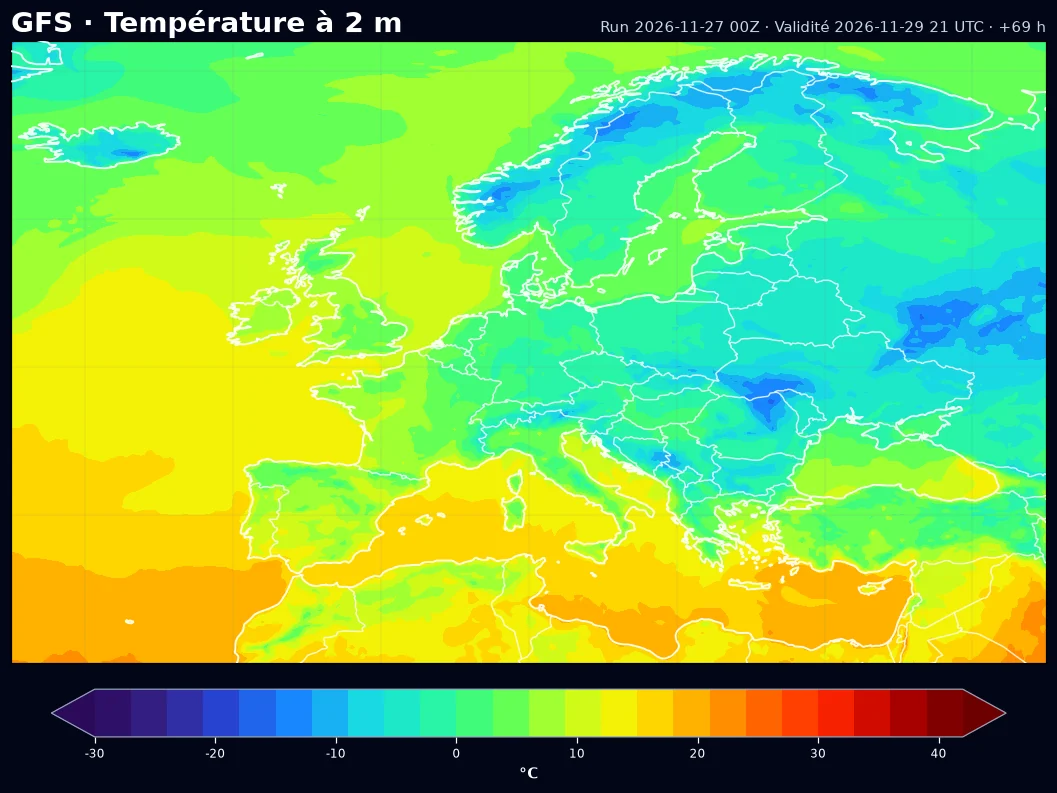 GFS · Température à 2 m
Run 2026-11-27 00Z · Validité 2026-11-29 21 UTC · +69 h
-30 -20 -10 0 10 20 30 40
°C